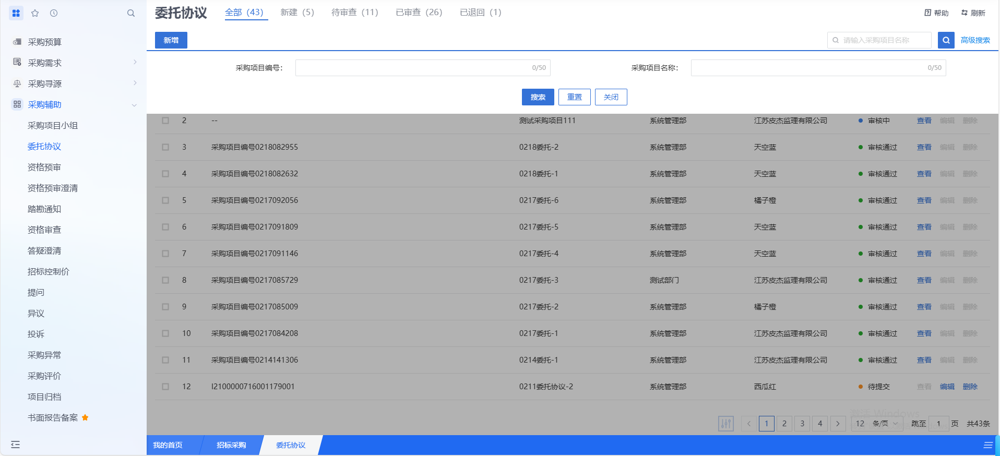 委托协议 全部（43） 新建（5） 待审查（11） 已审查（26） 已退回（1） 帮助 刷新
新增 请输入采购项目名称 高级搜索
采购项目编号： 0/50 采购项目名称： 0/50
搜索 重置 关闭
采购预算
采购需求
采购寻源
采购辅助
采购项目小组
委托协议
资格预审
资格预审澄清
踏勘通知
资格审查
答疑澄清
招标控制价
提问
异议
投诉
采购异常
采购评价
项目归档
书面报告备案
2 -- 测试采购项目111 系统管理部 江苏皮杰监理有限公司 审核中 查看 编辑 删除
3 采购项目编号0218082955 0218委托-2 系统管理部 天空蓝 审核通过 查看 编辑 删除
4 采购项目编号0218082632 0218委托-1 系统管理部 天空蓝 审核通过 查看 编辑 删除
5 采购项目编号0217092056 0217委托-6 系统管理部 橘子橙 审核通过 查看 编辑 删除
6 采购项目编号0217091809 0217委托-5 系统管理部 天空蓝 审核通过 查看 编辑 删除
7 采购项目编号0217091146 0217委托-4 系统管理部 天空蓝 审核通过 查看 编辑 删除
8 采购项目编号0217085729 0217委托-3 测试部门 江苏皮杰监理有限公司 审核通过 查看 编辑 删除
9 采购项目编号0217085009 0217委托-2 系统管理部 橘子橙 审核通过 查看 编辑 删除
10 采购项目编号0217084208 0217委托-1 系统管理部 江苏皮杰监理有限公司 审核通过 查看 编辑 删除
11 采购项目编号0214141306 0214委托-1 系统管理部 江苏皮杰监理有限公司 审核通过 查看 编辑 删除
12 I2100000716001179001 0211委托协议-2 系统管理部 西瓜红 待提交 查看 编辑 删除
激活 Windows
1 2 3 4 12 条/页 跳至 1 页 共43条
我的首页 招标采购 委托协议